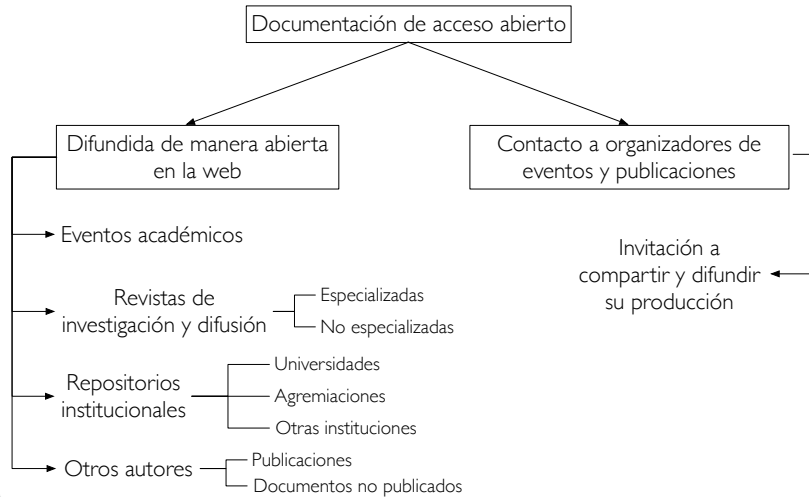 Documentación de acceso abierto
Difundida de manera abierta
en la web
Contacto a organizadores de
eventos y publicaciones
Eventos académicos
Invitación a
compartir y difundir
su producción
Revistas de
investigación y difusión
Especializadas
No especializadas
Repositorios
institucionales
Universidades
Agremiaciones
Otras instituciones
Otros autores
Publicaciones
Documentos no publicados